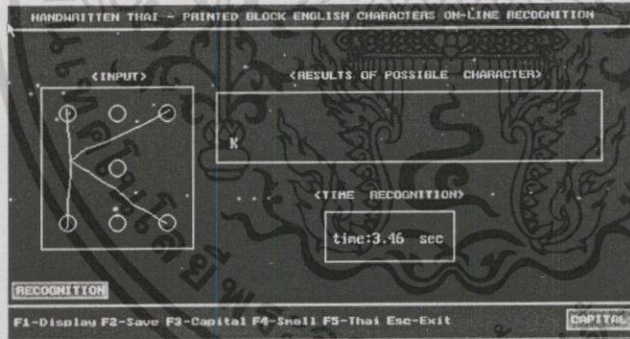 HANDWRITTEN THAI - PRINTED BLOCK ENGLISH CHARACTERS ON-LINE RECOGNITION
<INPUT>
<RESULTS OF POSSIBLE CHARACTER>
K
<TIME RECOGNITION>
time:3.46 sec
RECOGNITION
F1-Display F2-Save F3-Capital F4-Small F5-Thai Esc-Exit
CAPITAL